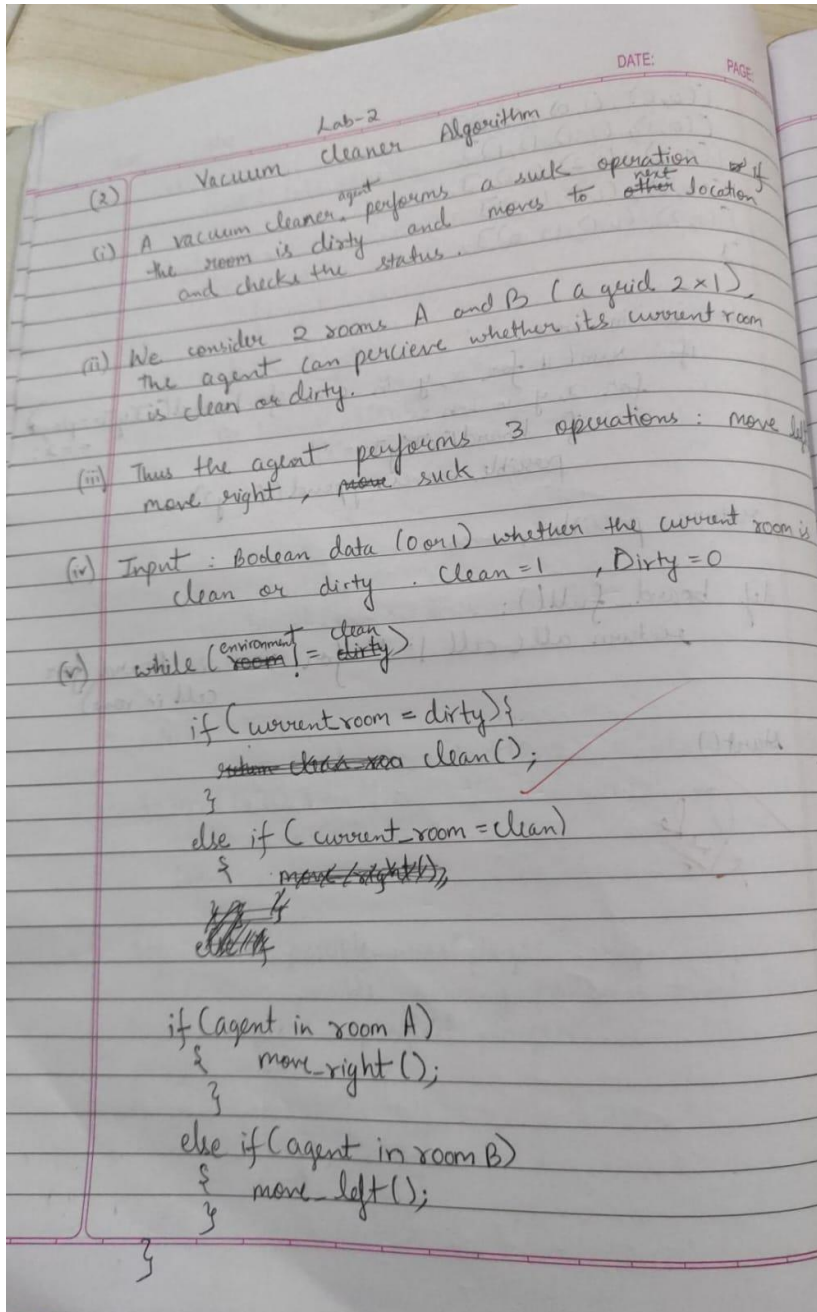 DATE: PAGE
Lab-2
(2) Vacuum cleaner Algorithm
(i) A vacuum cleaner agent performs a suck operation if
the room is dirty and moves to next location
and checks the status.
(ii) We consider 2 rooms A and B (a grid 2×1),
the agent can percieve whether its current room
is clean or dirty.
(iii) Thus the agent performs 3 operations : move left
move right, suck
(iv) Input : Boolean data (0 or 1) whether the current room is
clean or dirty . Clean = 1 , Dirty = 0
(v) while (environment != clean)
if (current room = dirty) {
clean();
}
else if (current_room = clean)
{
if (agent in room A)
{ move_right();
}
else if (agent in room B)
{ move_left();
}
}